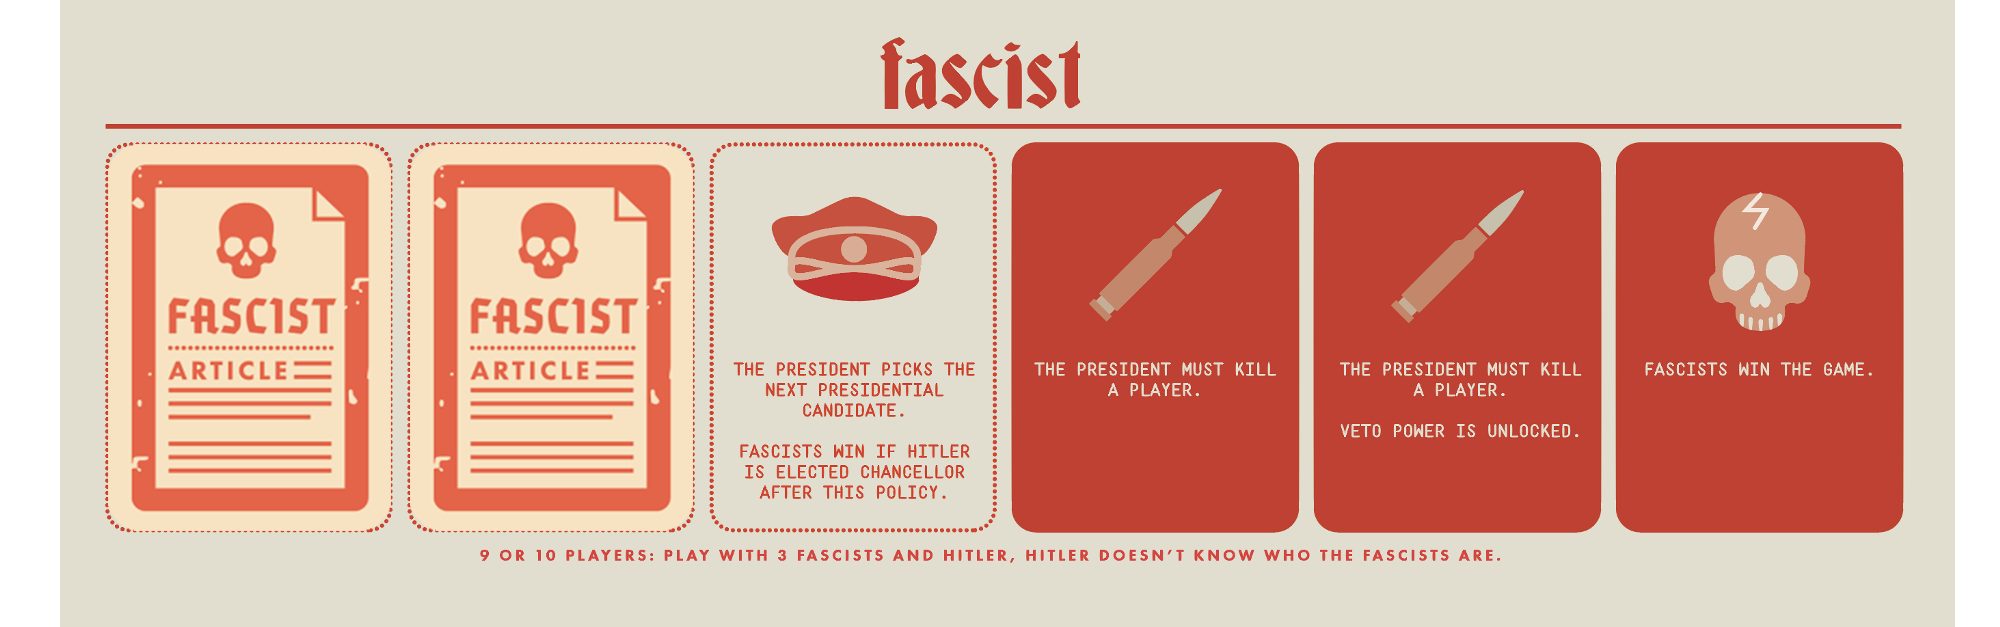 fascist
FASCIST
ARTICLE
FASCIST
ARTICLE
THE PRESIDENT PICKS THE
NEXT PRESIDENTIAL
CANDIDATE.
FASCISTS WIN IF HITLER
IS ELECTED CHANCELLOR
AFTER THIS POLICY.
THE PRESIDENT MUST KILL
A PLAYER.
THE PRESIDENT MUST KILL
A PLAYER.
VETO POWER IS UNLOCKED.
FASCISTS WIN THE GAME.
9 OR 10 PLAYERS: PLAY WITH 3 FASCISTS AND HITLER, HITLER DOESN'T KNOW WHO THE FASCISTS ARE.